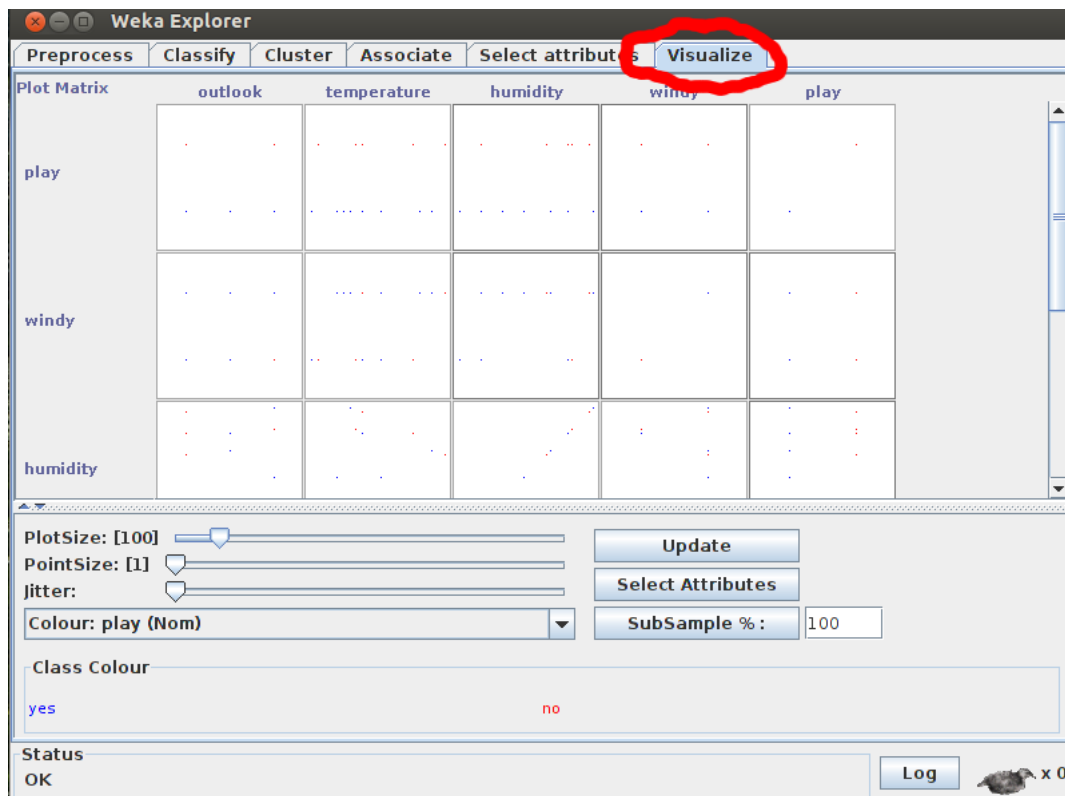 Weka Explorer
Preprocess Classify Cluster Associate Select attributes Visualize
Plot Matrix outlook temperature humidity windy play
play
windy
humidity
PlotSize: [100]
PointSize: [1]
Jitter:
Colour: play (Nom)
Update
Select Attributes
SubSample % : 100
Class Colour
yes no
Status
OK
Log x 0